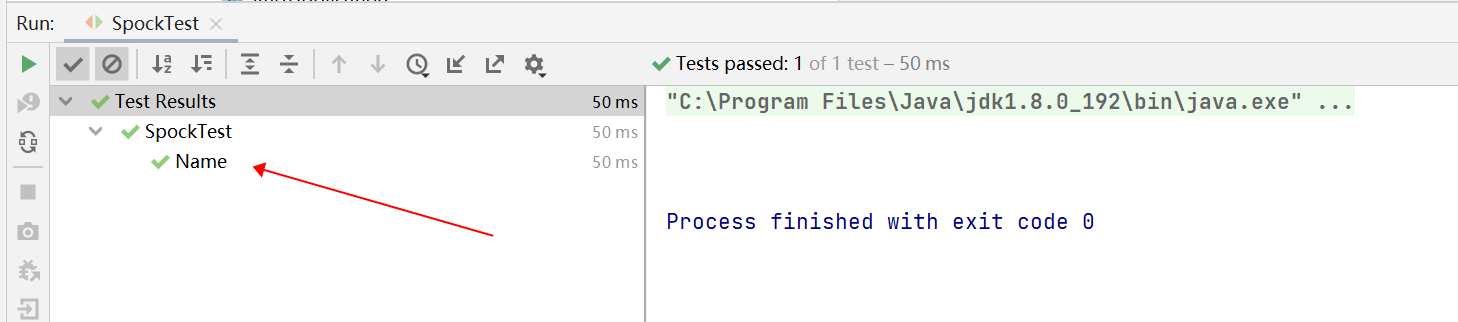 Run: SpockTest
Tests passed: 1 of 1 test – 50 ms
Test Results 50 ms
SpockTest 50 ms
Name 50 ms
"C:\Program Files\Java\jdk1.8.0_192\bin\java.exe" ...
Process finished with exit code 0